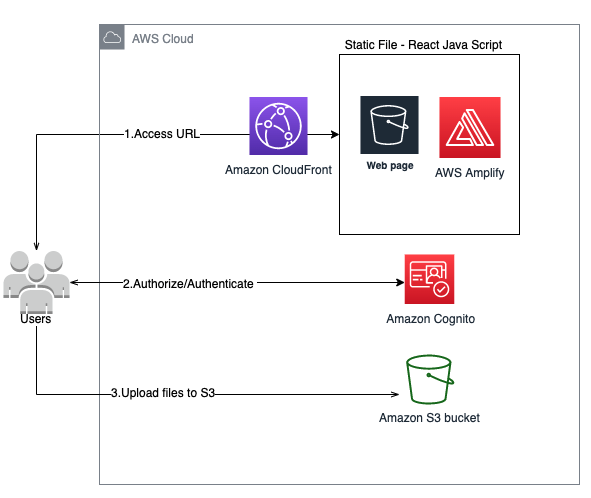 AWS Cloud
Static File - React Java Script
1.Access URL
Amazon CloudFront
Web page
AWS Amplify
2.Authorize/Authenticate
Users
Amazon Cognito
3.Upload files to S3
Amazon S3 bucket